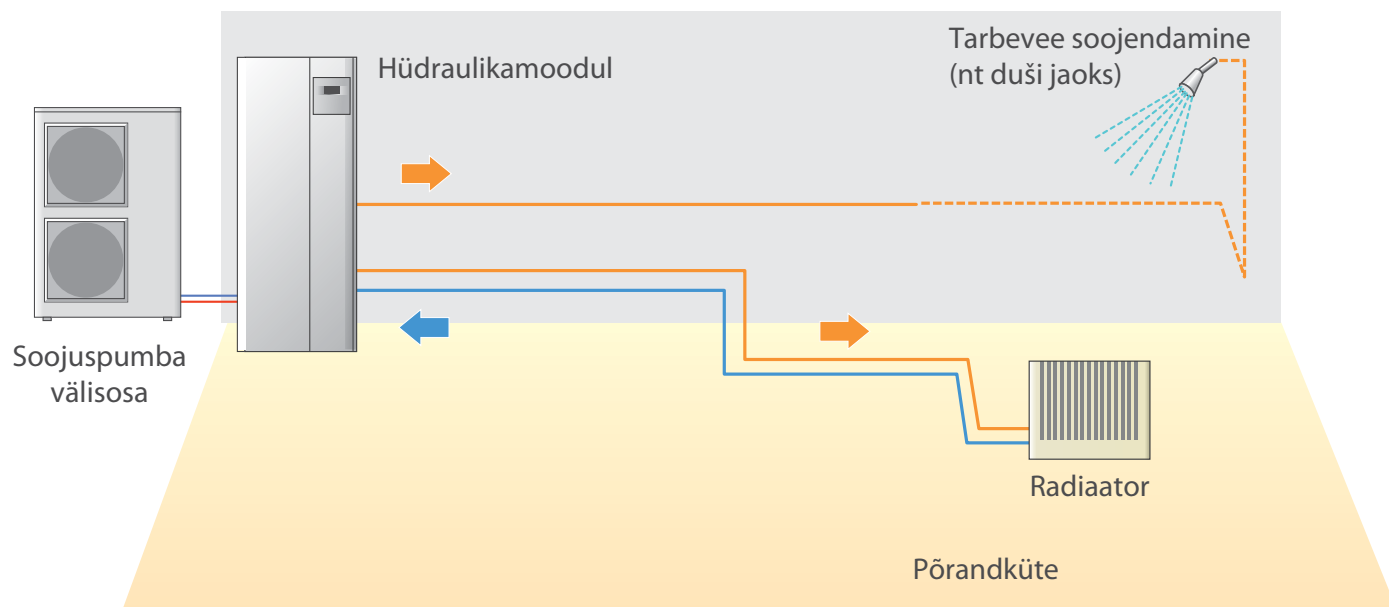 Hüdraulikamoodul
Tarbevee soojendamine
(nt duši jaoks)
Soojuspumba
välisosa
Radiaator
Põrandküte